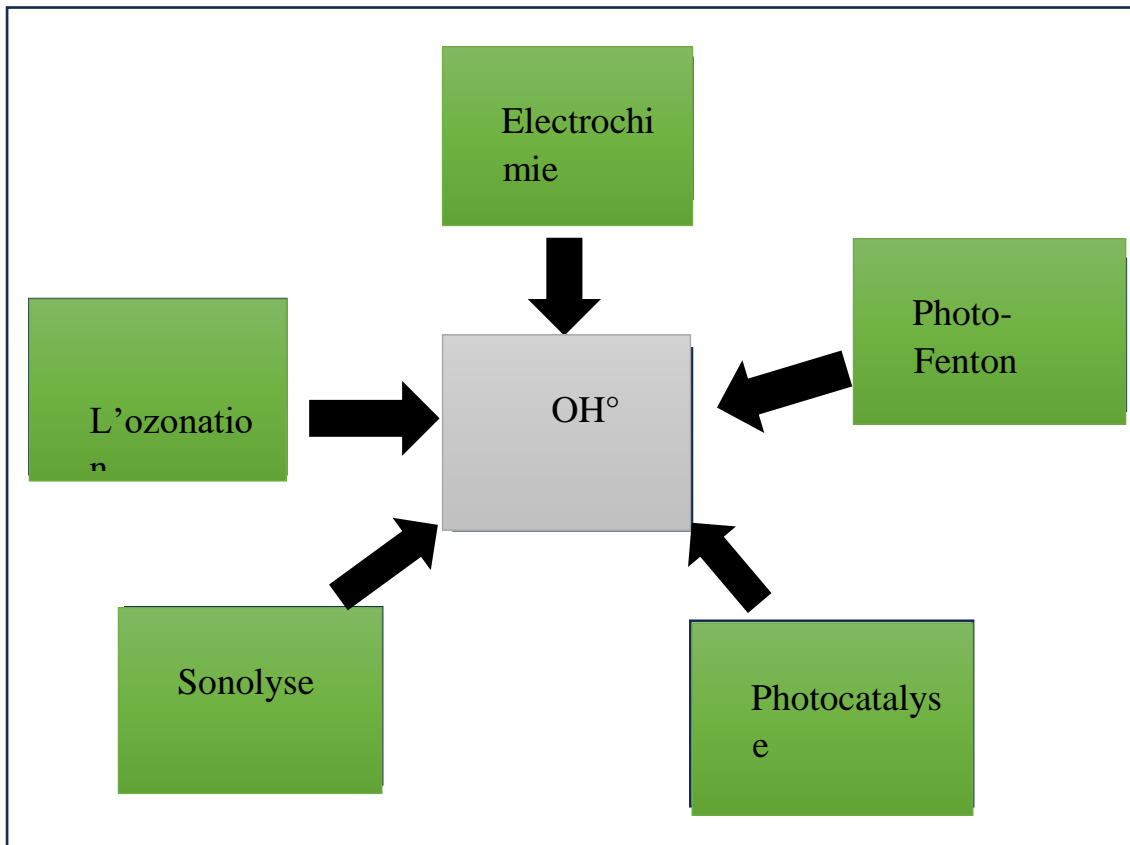 Electrochi
mie
Photo-
Fenton
OH°
L’ozonatio
n
Sonolyse
Photocatalys
e